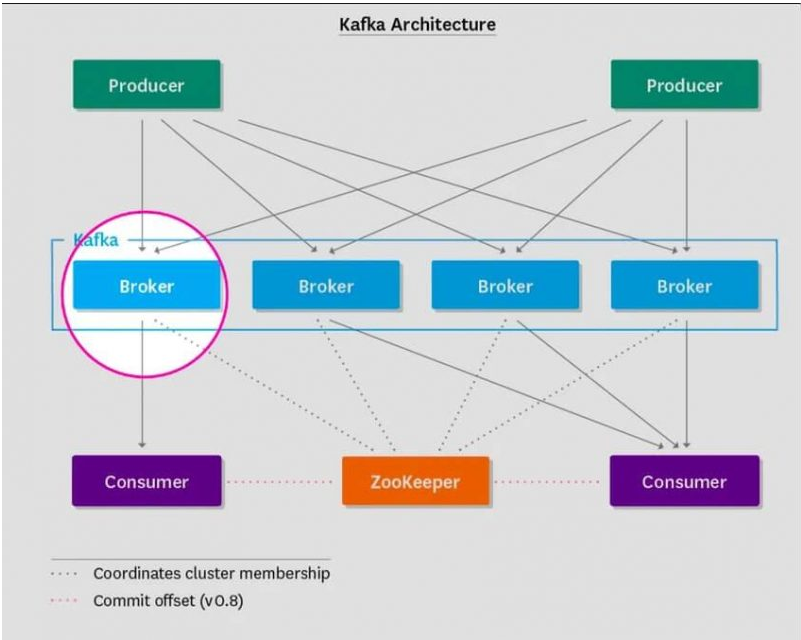 Kafka Architecture
Producer
Producer
Kafka
Broker
Broker
Broker
Broker
Consumer
ZooKeeper
Consumer
Coordinates cluster membership
Commit offset (v0.8)